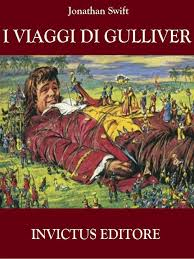 Jonathan Swift
I VIAGGI DI GULLIVER
INVICTUS EDITORE